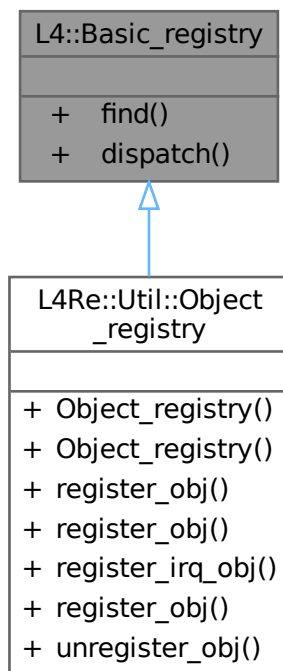 L4::Basic_registry
+ find()
+ dispatch()
L4Re::Util::Object
_registry
+ Object_registry()
+ Object_registry()
+ register_obj()
+ register_obj()
+ register_irq_obj()
+ register_obj()
+ unregister_obj()